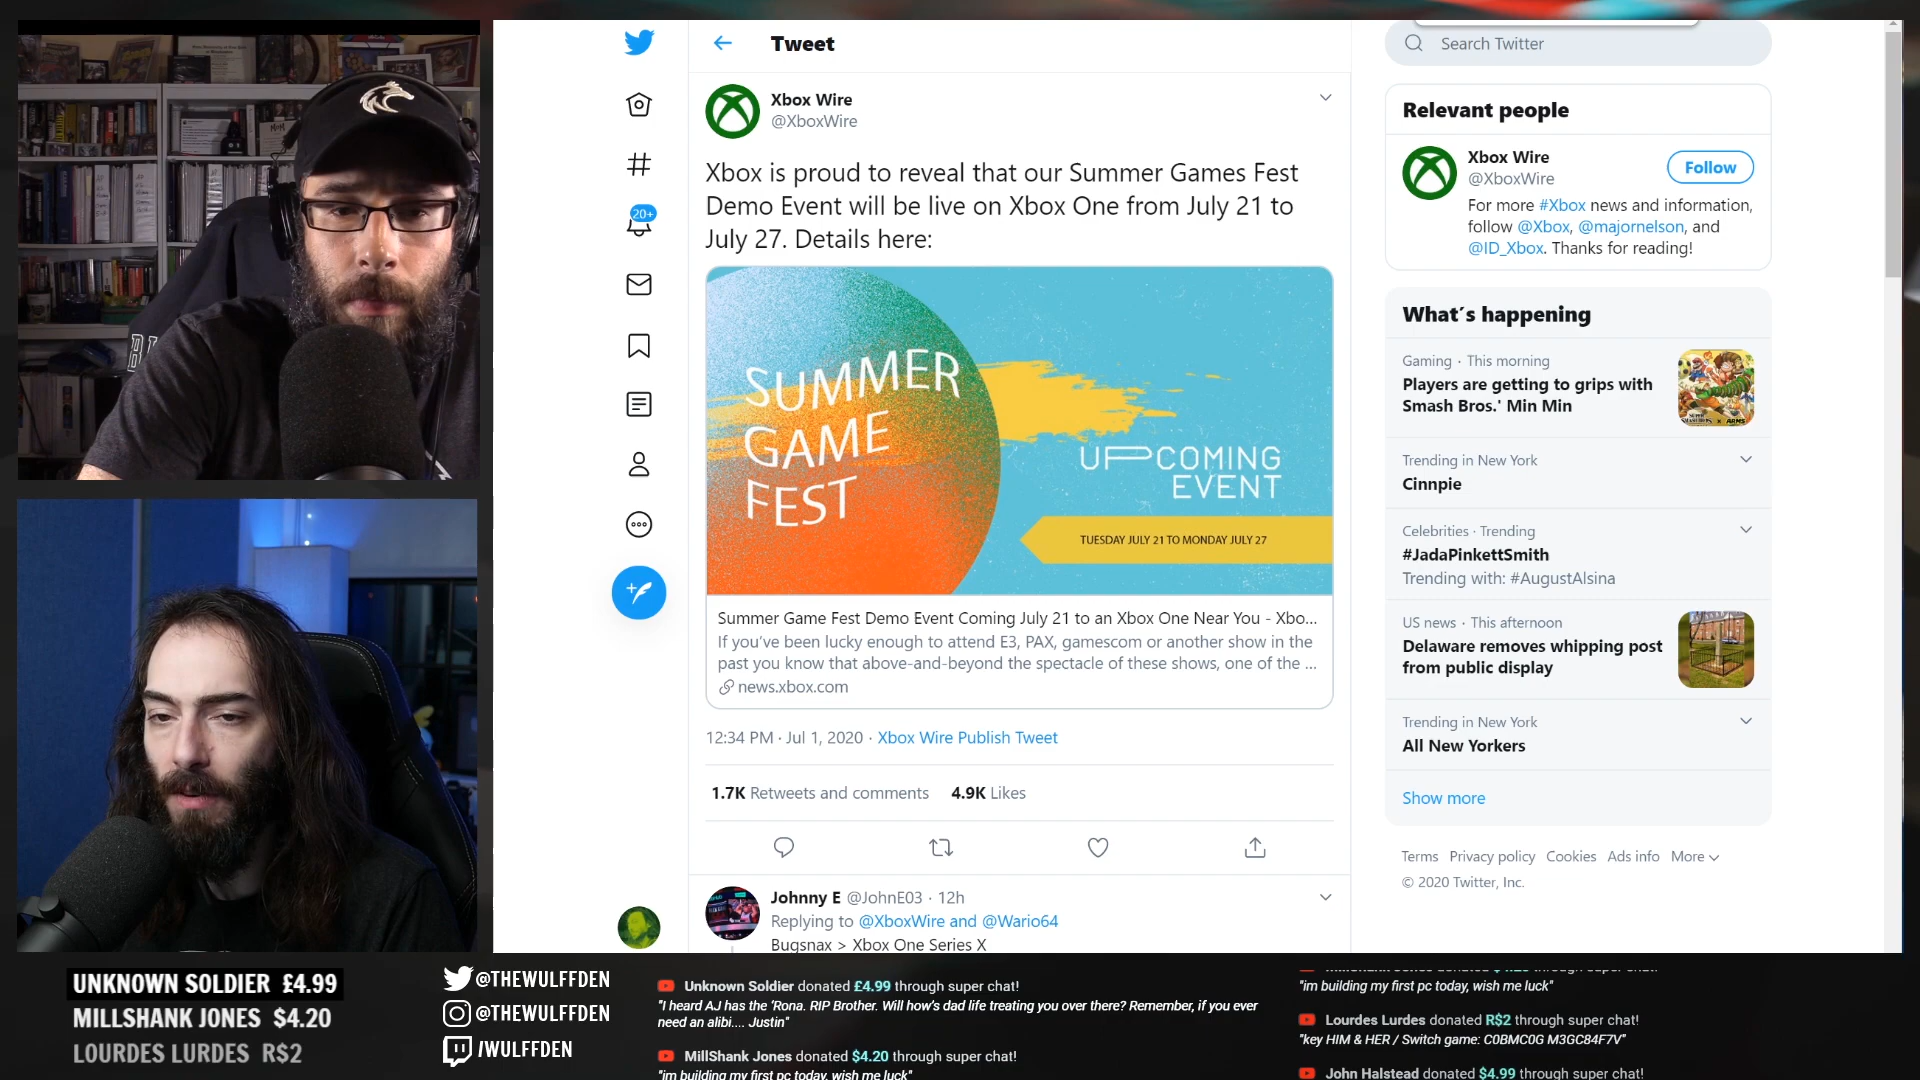 Tweet
Search Twitter
Xbox Wire
@XboxWire
Xbox is proud to reveal that our Summer Games Fest
Demo Event will be live on Xbox One from July 21 to
July 27. Details here:
SUMMER
GAME
FEST
UPCOMING
EVENT
TUESDAY JULY 21 TO MONDAY JULY 27
Summer Game Fest Demo Event Coming July 21 to an Xbox One Near You - Xbo...
If you've been lucky enough to attend E3, PAX, gamescom or another show in the
past you know that above-and-beyond the spectacle of these shows, one of the ...
news.xbox.com
12:34 PM · Jul 1, 2020 · Xbox Wire Publish Tweet
1.7K Retweets and comments 4.9K Likes
Johnny E @JohnE03 · 12h
Replying to @XboxWire and @Wario64
Bugsnax > Xbox One Series X
20+
Relevant people
Xbox Wire
@XboxWire
Follow
For more #Xbox news and information,
follow @Xbox, @majornelson, and
@ID_Xbox. Thanks for reading!
What's happening
Gaming · This morning
Players are getting to grips with
Smash Bros.' Min Min
Trending in New York
Cinnpie
Celebrities · Trending
#JadaPinkettSmith
Trending with: #AugustAlsina
US news · This afternoon
Delaware removes whipping post
from public display
Trending in New York
All New Yorkers
Show more
Terms Privacy policy Cookies Ads info More
© 2020 Twitter, Inc.
UNKNOWN SOLDIER £4.99
MILLSHANK JONES $4.20
LOURDES LURDES R$2
@THEWULFFDEN
@THEWULFFDEN
/WULFFDEN
Unknown Soldier donated £4.99 through super chat!
"I heard AJ has the 'Rona. RIP Brother. Will how's dad life treating you over there? Remember, if you ever
need an alibi.... Justin"
MillShank Jones donated $4.20 through super chat!
"im building my first pc today, wish me luck"
"im building my first pc today, wish me luck"
Lourdes Lurdes donated R$2 through super chat!
"key HIM & HER / Switch game: C0BMC0G M3GC84F7V"
John Halstead donated $4.99 through super chat!